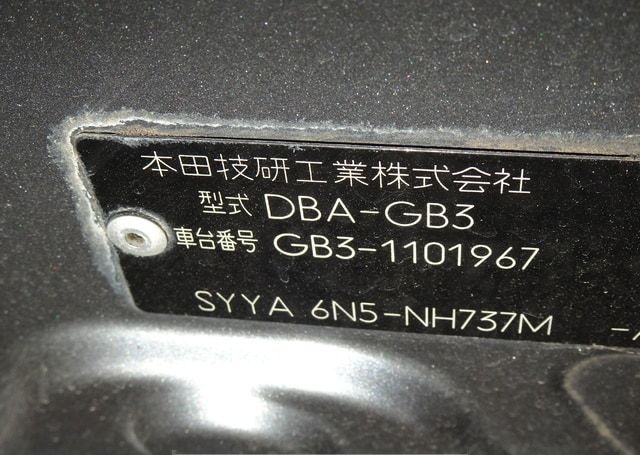 本田技研工業株式会社
型式 DBA-GB3
車台番号 GB3-1101967
SYYA 6N5-NH737M -